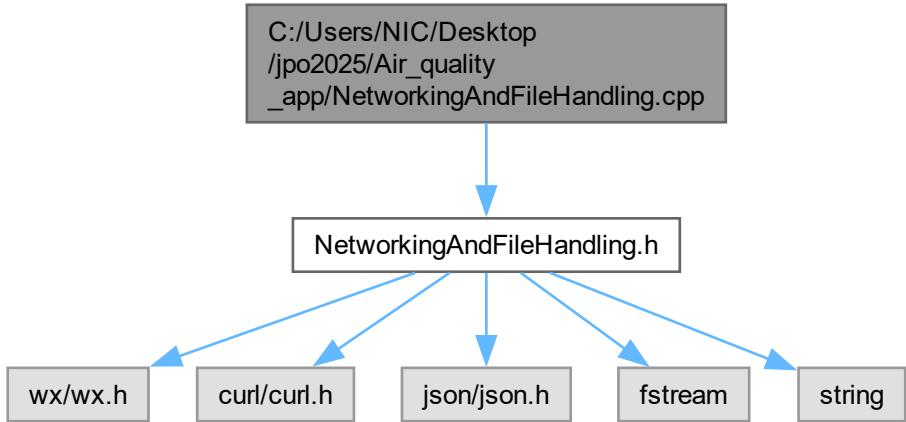 C:/Users/NIC/Desktop
/jpo2025/Air_quality
_app/NetworkingAndFileHandling.cpp
NetworkingAndFileHandling.h
wx/wx.h
curl/curl.h
json/json.h
fstream
string